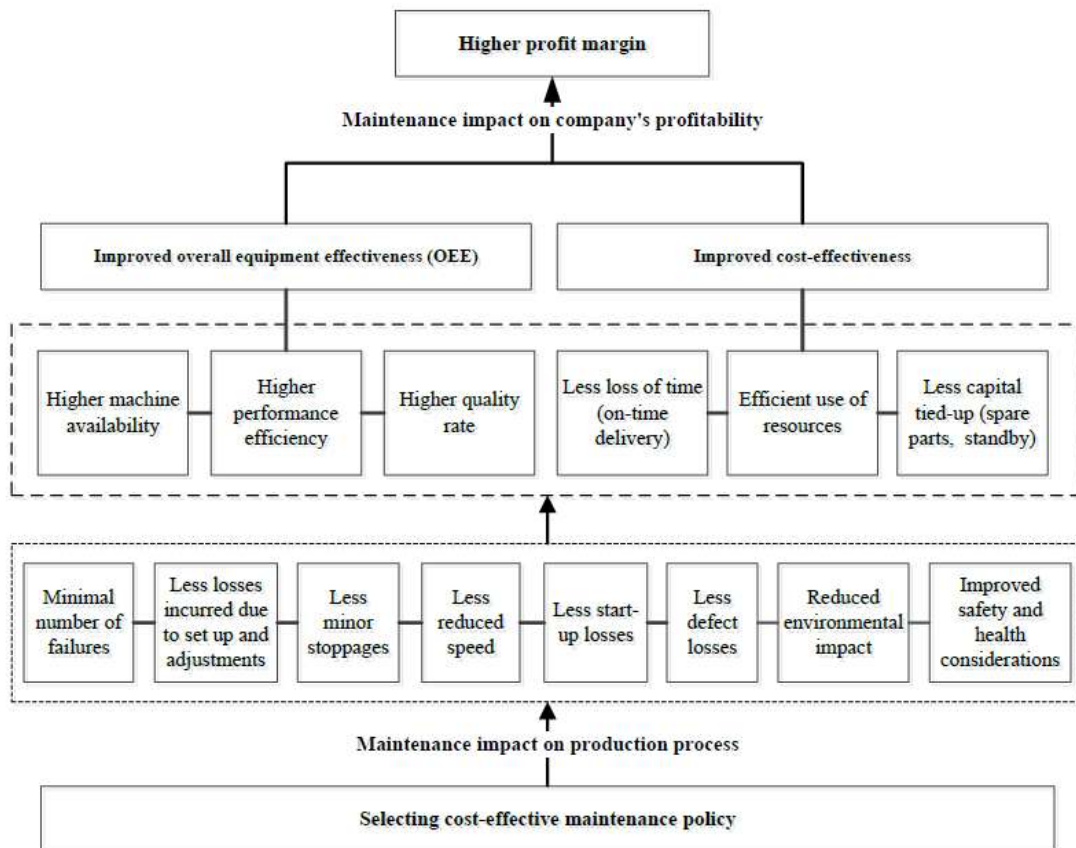 Higher profit margin
Maintenance impact on company's profitability
Improved overall equipment effectiveness (OEE)
Improved cost-effectiveness
Higher machine
availability
Higher
performance
efficiency
Higher quality
rate
Less loss of time
(on-time
delivery)
Efficient use of
resources
Less capital
tied-up (spare
parts, standby)
Minimal
number of
failures
Less losses
incurred due
to set up and
adjustments
Less
minor
stoppages
Less
reduced
speed
Less start-
up losses
Less
defect
losses
Reduced
environmental
impact
Improved
safety and
health
considerations
Maintenance impact on production process
Selecting cost-effective maintenance policy